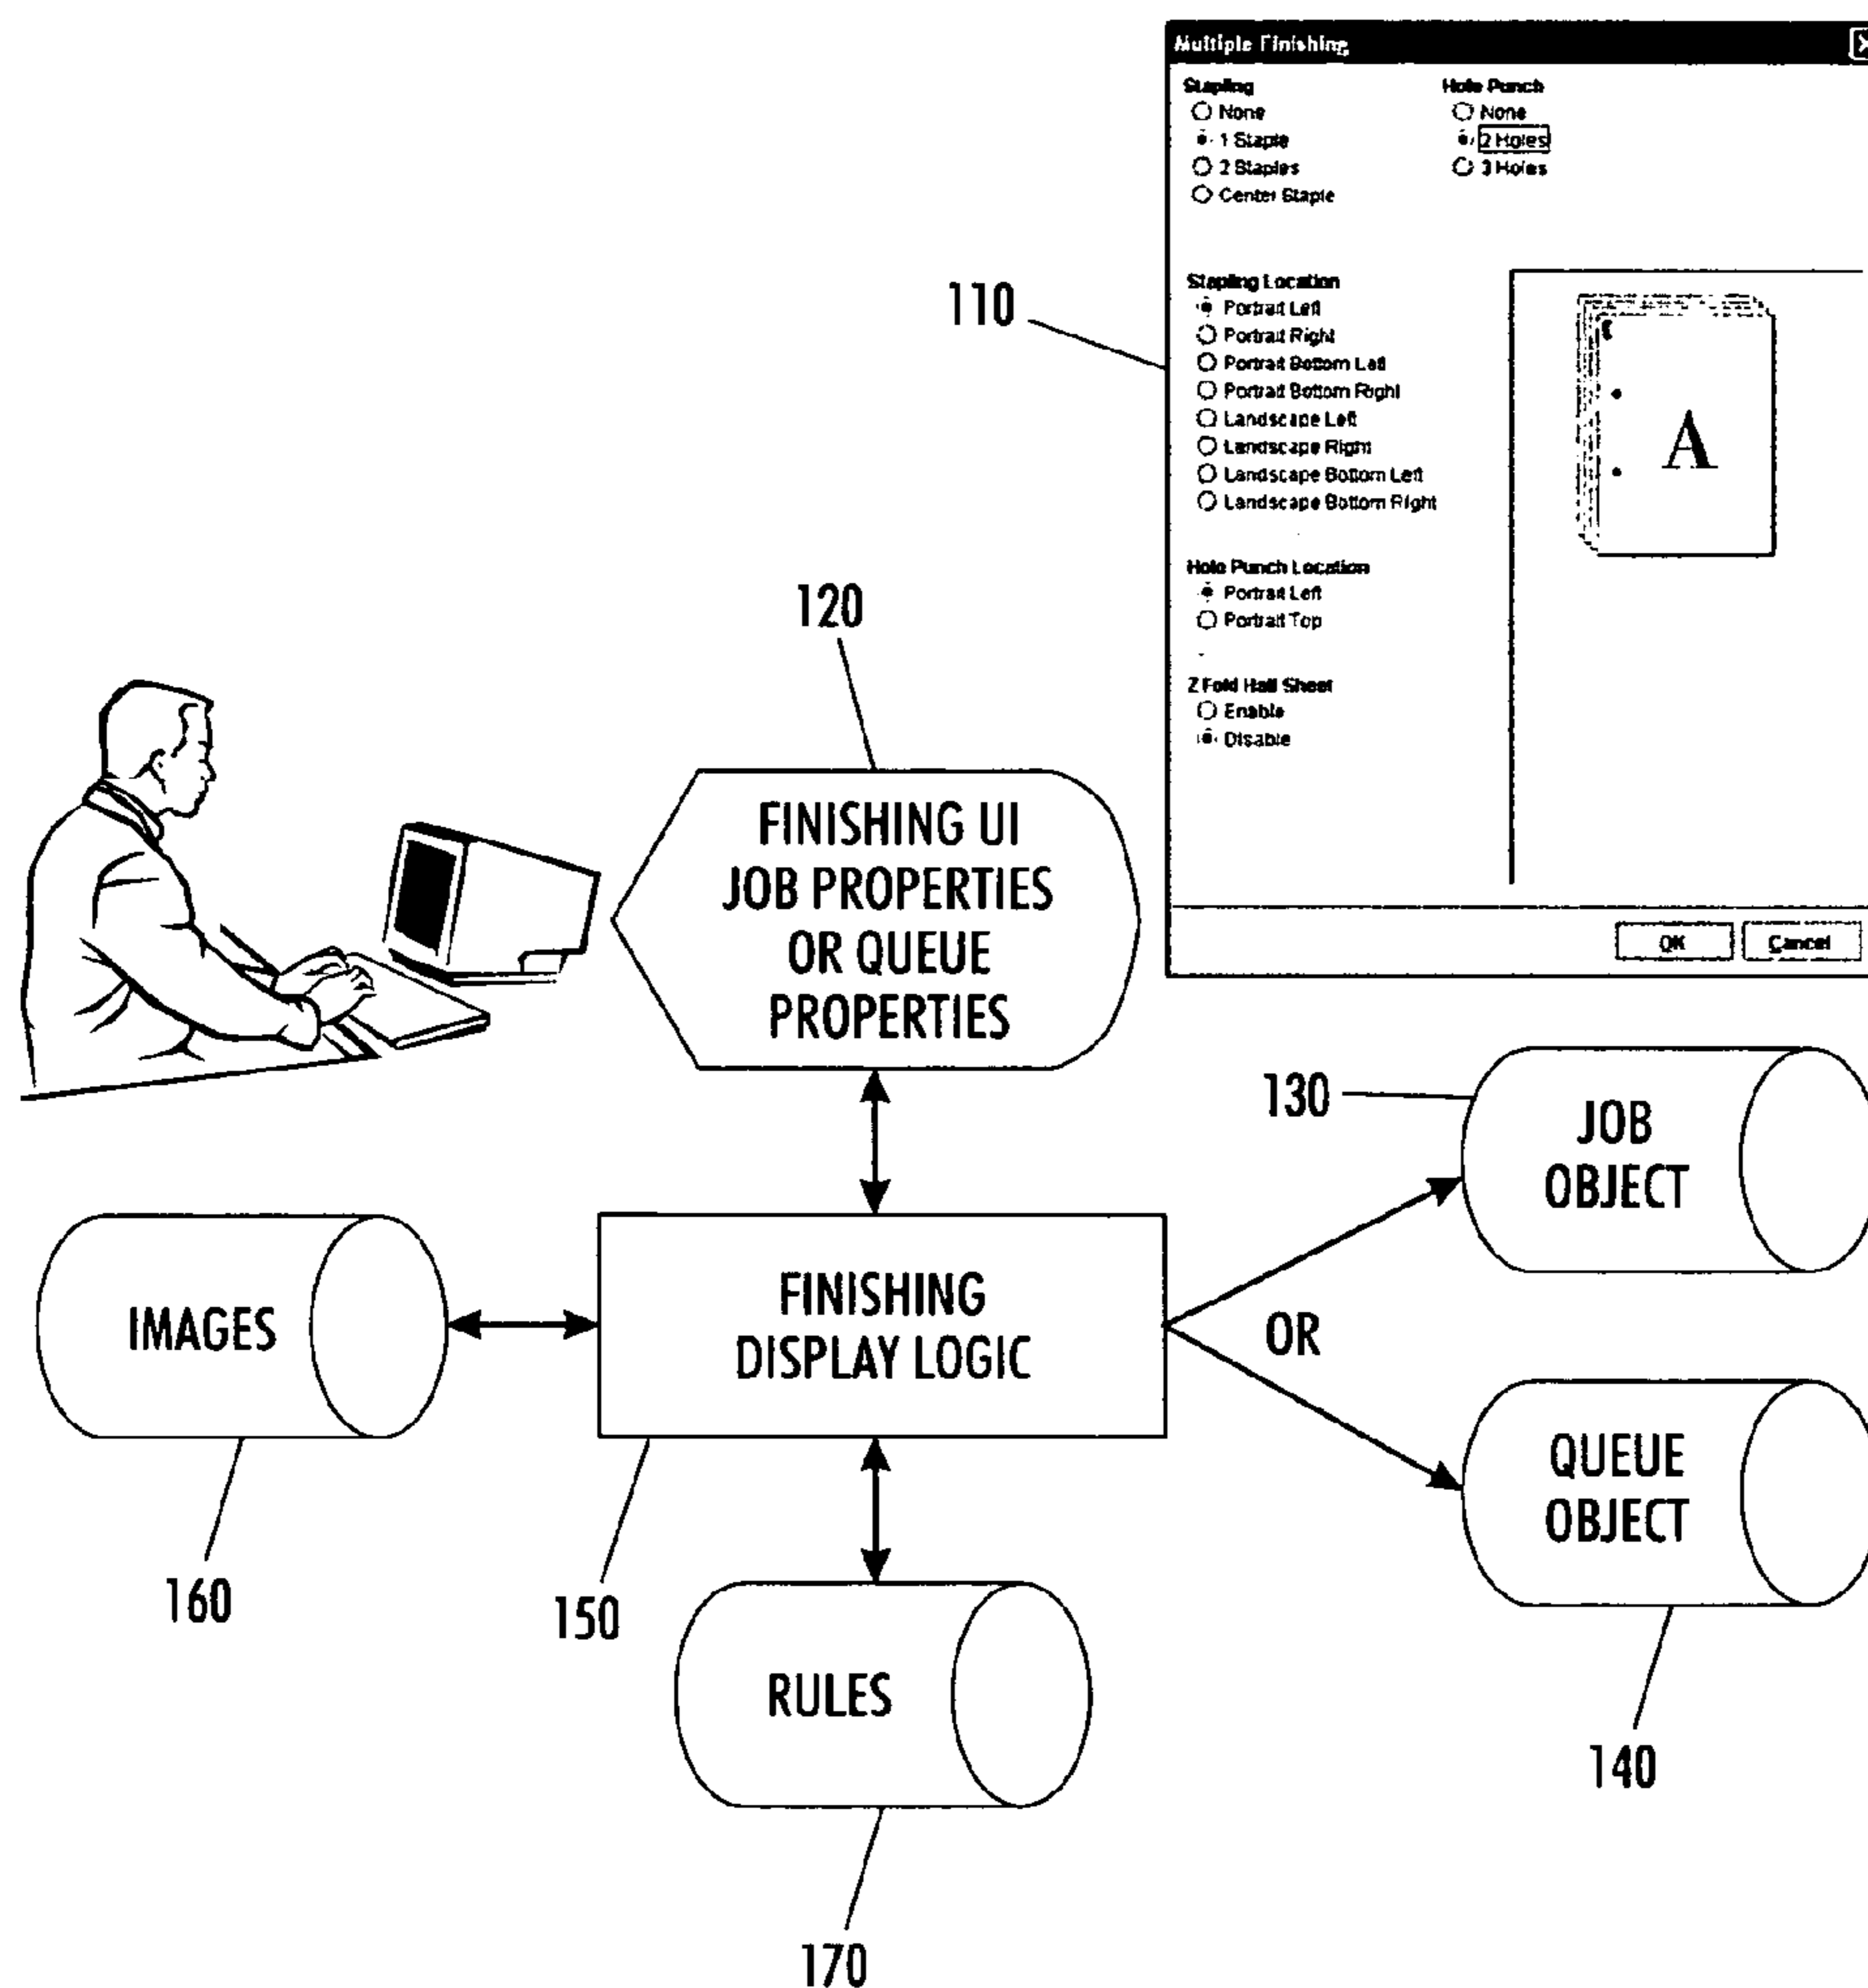 Multiple Finishing
Stapling
None
1 Staple
2 Staples
Center Staple
Hole Punch
None
2 Holes
3 Holes
Stapling Location
Portrait Left
Portrait Right
Portrait Bottom Left
Portrait Bottom Right
Landscape Left
Landscape Right
Landscape Bottom Left
Landscape Bottom Right
Hole Punch Location
Portrait Left
Portrait Top
Z Fold Half Sheet
Enable
Disable
A
OK
Cancel
110
120
FINISHING UI
JOB PROPERTIES
OR QUEUE
PROPERTIES
130
JOB
OBJECT
IMAGES
FINISHING
DISPLAY LOGIC
OR
QUEUE
OBJECT
160
150
RULES
140
170